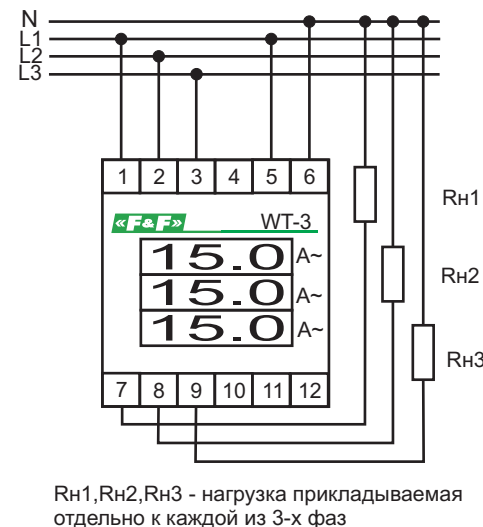 N
L1
L2
L3
1 2 3 4 5 6
«F&F» WT-3
15.0 A~
15.0 A~
15.0 A~
Rн1
Rн2
Rн3
7 8 9 10 11 12
Rн1,Rн2,Rн3 - нагрузка прикладываемая
отдельно к каждой из 3-х фаз